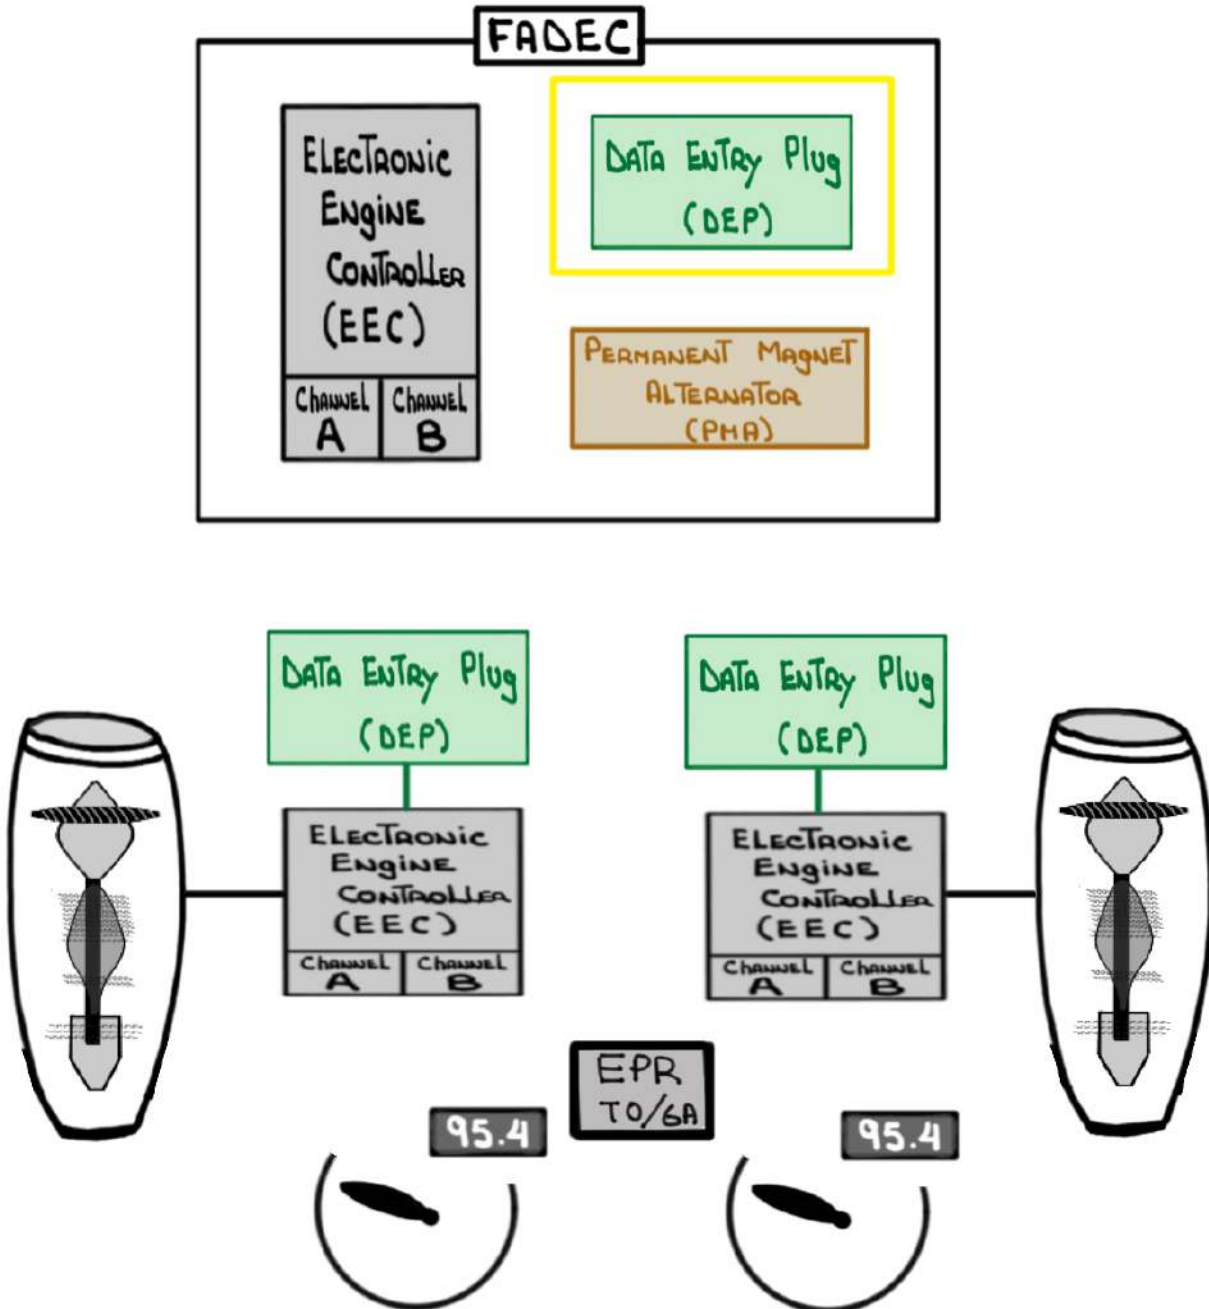 FADEC
ELECTRONIC
ENGINE
CONTROLLER
(EEC)
CHANNEL
A
CHANNEL
B
DATA ENTRY Plug
(DEP)
PERMANENT MAGNET
ALTERNATOR
(PMA)
DATA ENTRY Plug
(DEP)
ELECTRONIC
ENGINE
CONTROLLER
(EEC)
CHANNEL
A
CHANNEL
B
DATA ENTRY Plug
(DEP)
ELECTRONIC
ENGINE
CONTROLLER
(EEC)
CHANNEL
A
CHANNEL
B
EPR
TO/GA
95.4
95.4